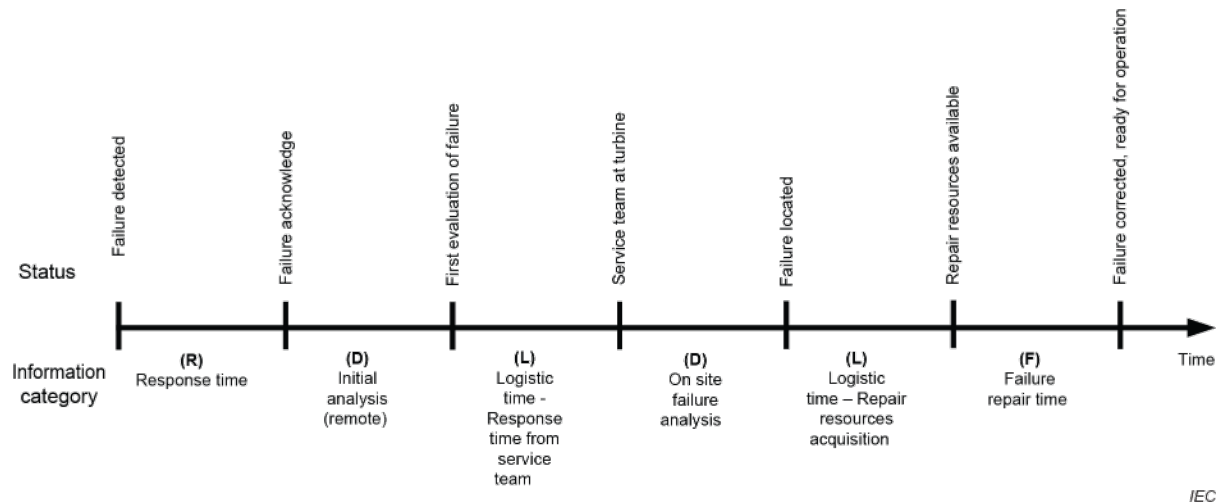 Failure detected
Failure acknowledge
First evaluation of failure
Service team at turbine
Failure located
Repair resources available
Failure corrected, ready for operation
Status
Information
category
(R)
Response time
(D)
Initial
analysis
(remote)
(L)
Logistic
time -
Response
time from
service
team
(D)
On site
failure
analysis
(L)
Logistic
time – Repair
resources
acquisition
(F)
Failure
repair time
Time
IEC